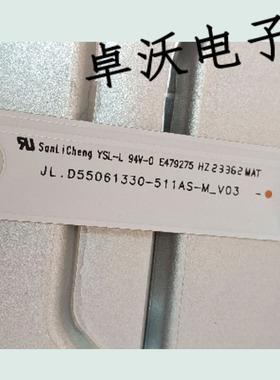 卓沃电子
SanLiCheng YSL-L 94V-0 E479275 HZ23362MAT
JL.D55061330-511AS-M_V03